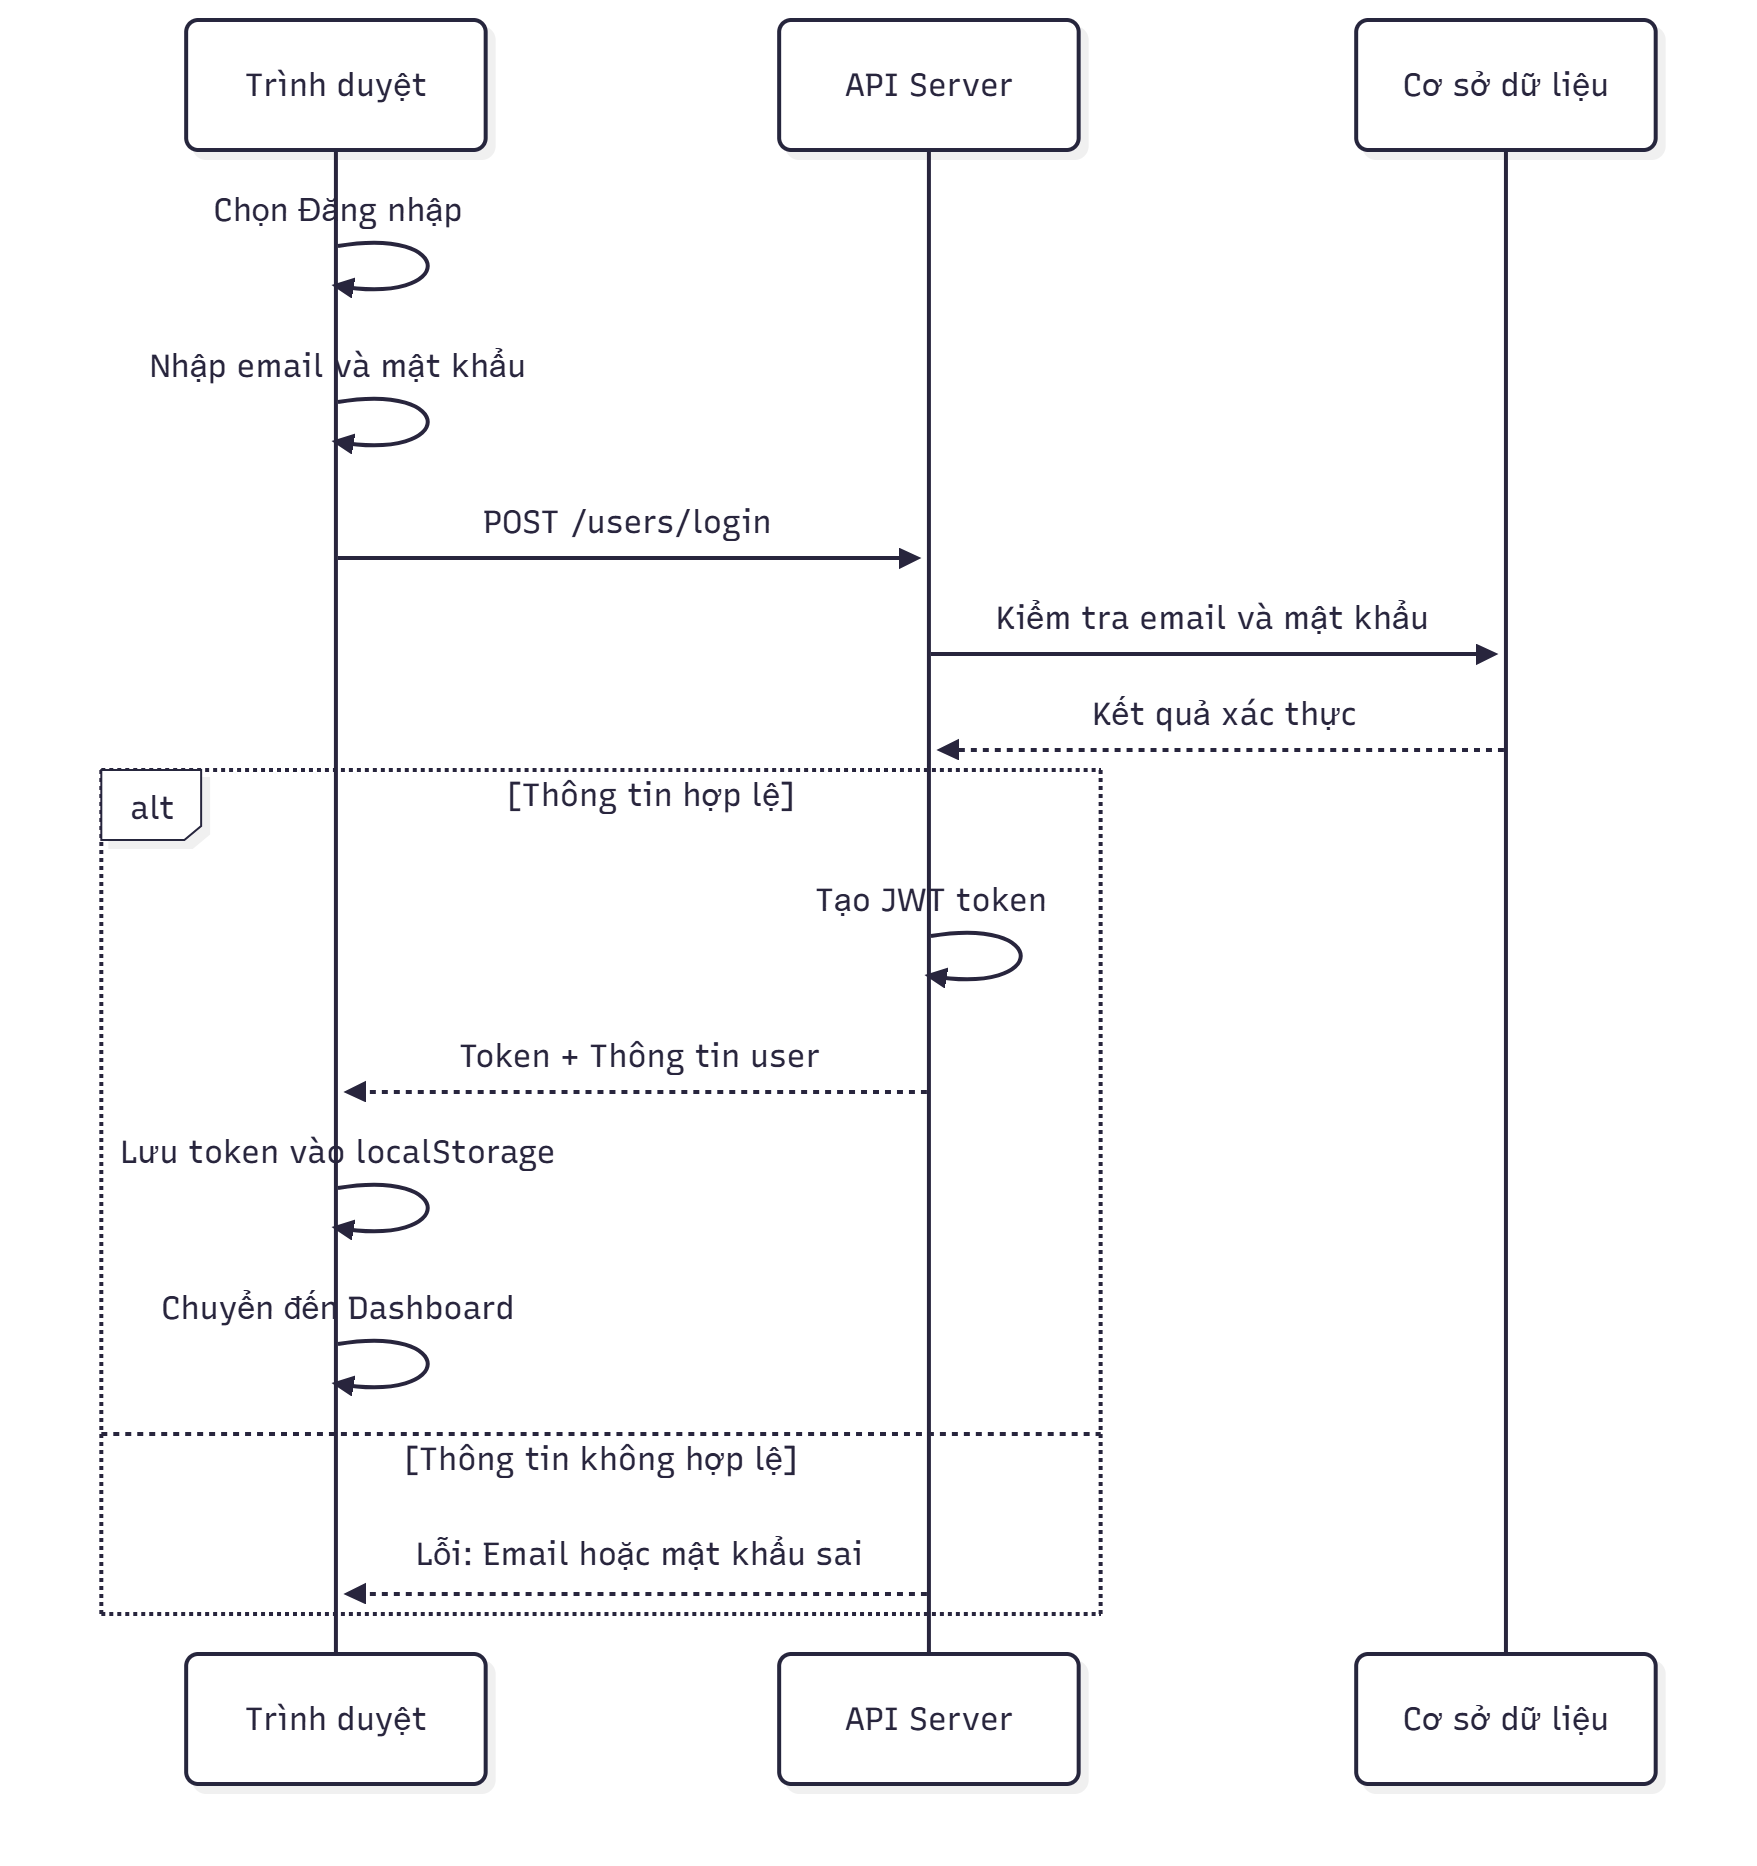 Trình duyệt
API Server
Cơ sở dữ liệu
Chọn Đăng nhập
Nhập email và mật khẩu
POST /users/login
Kiểm tra email và mật khẩu
Kết quả xác thực
alt
[Thông tin hợp lệ]
Tạo JWT token
Token + Thông tin user
Lưu token vào localStorage
Chuyển đến Dashboard
[Thông tin không hợp lệ]
Lỗi: Email hoặc mật khẩu sai
Trình duyệt
API Server
Cơ sở dữ liệu